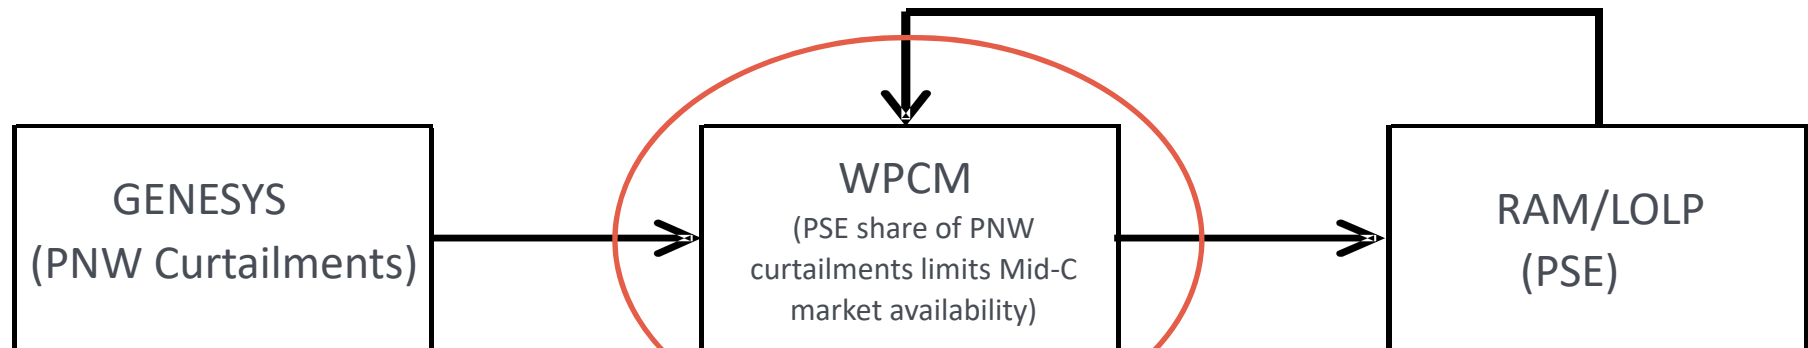 GENESYS
(PNW Curtailments)
WPCM
(PSE share of PNW
curtailments limits Mid-C
market availability)
RAM/LOLP
(PSE)